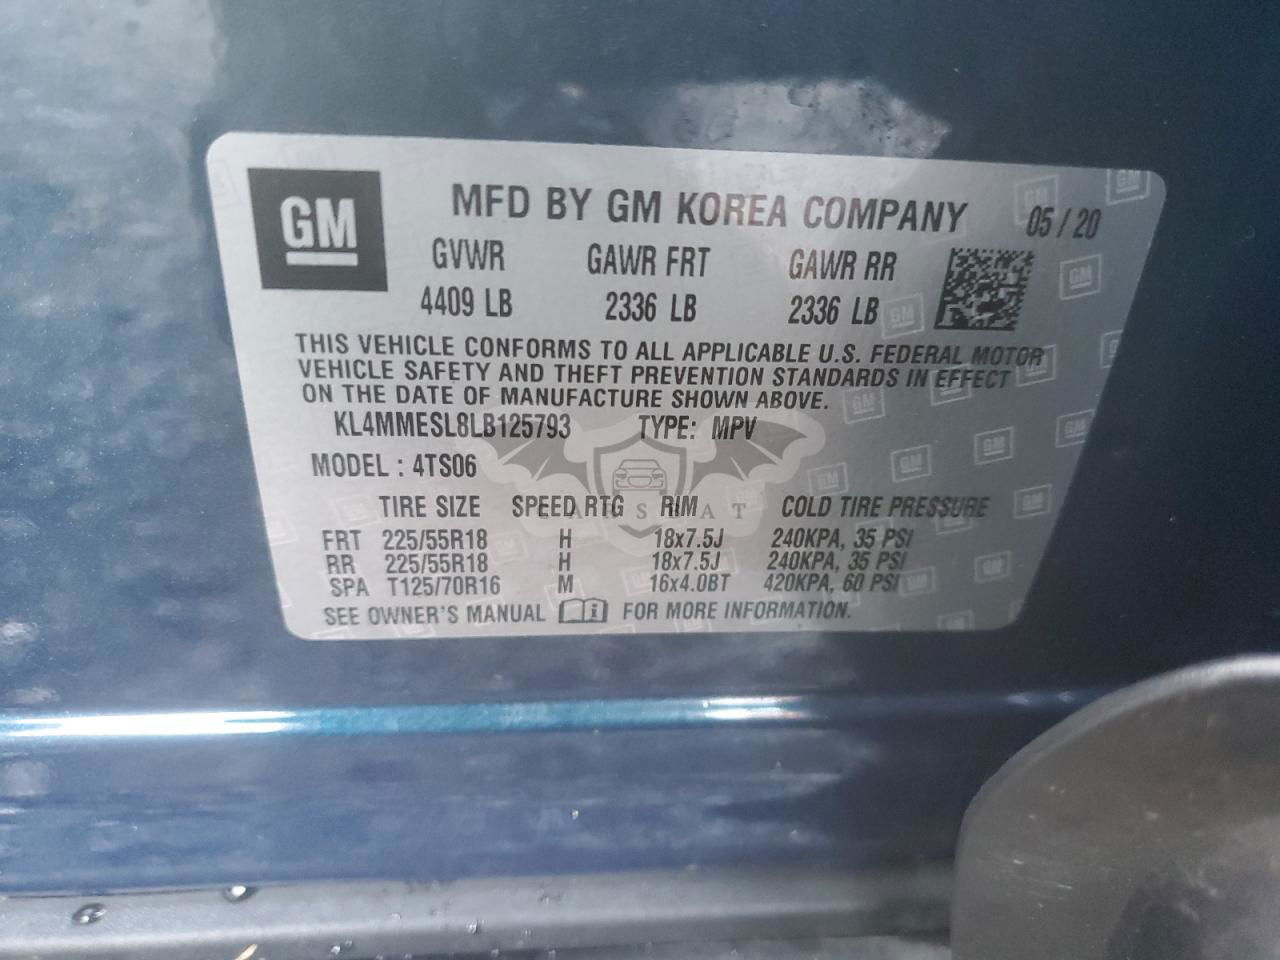 GM
MFD BY GM KOREA COMPANY 05 / 20
GVWR GAWR FRT GAWR RR
4409 LB 2336 LB 2336 LB
THIS VEHICLE CONFORMS TO ALL APPLICABLE U.S. FEDERAL MOTOR
VEHICLE SAFETY AND THEFT PREVENTION STANDARDS IN EFFECT
ON THE DATE OF MANUFACTURE SHOWN ABOVE.
KL4MMESL8LB125793 TYPE: MPV
MODEL : 4TS06
TIRE SIZE SPEED RTG RIM COLD TIRE PRESSURE
FRT 225/55R18 H 18x7.5J 240KPA, 35 PSI
RR 225/55R18 H 18x7.5J 240KPA, 35 PSI
SPA T125/70R16 M 16x4.0BT 420KPA, 60 PSI
SEE OWNER'S MANUAL FOR MORE INFORMATION.